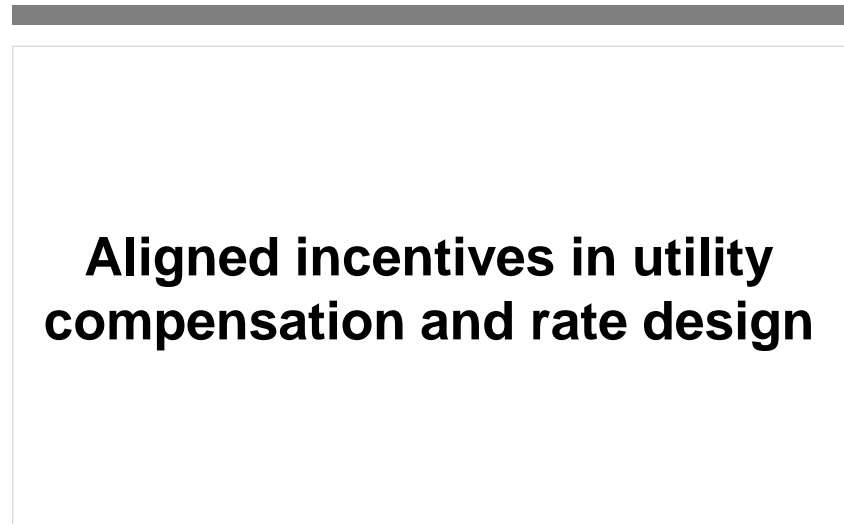 Aligned incentives in utility
compensation and rate design